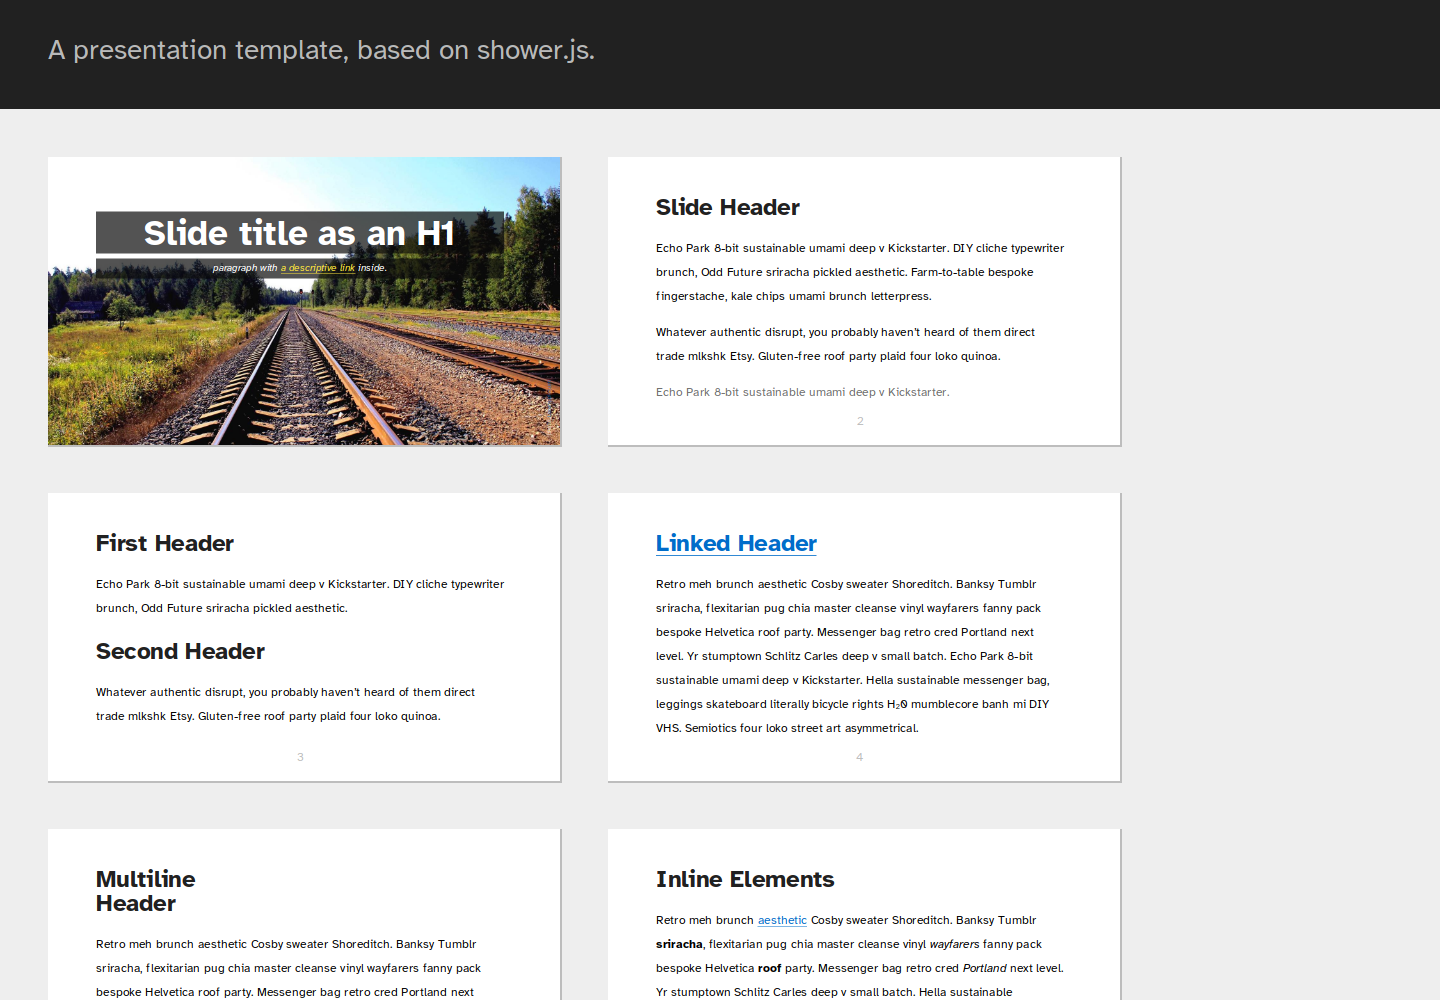 A presentation template, based on shower.js.
Slide title as an H1
paragraph with a descriptive link inside.
Slide Header
Echo Park 8-bit sustainable umami deep v Kickstarter. DIY cliche typewriter
brunch, Odd Future sriracha pickled aesthetic. Farm-to-table bespoke
fingerstache, kale chips umami brunch letterpress.
Whatever authentic disrupt, you probably haven't heard of them direct
trade mlkshk Etsy. Gluten-free roof party plaid four loko quinoa.
Echo Park 8-bit sustainable umami deep v Kickstarter.
2
First Header
Echo Park 8-bit sustainable umami deep v Kickstarter. DIY cliche typewriter
brunch, Odd Future sriracha pickled aesthetic.
Second Header
Whatever authentic disrupt, you probably haven't heard of them direct
trade mlkshk Etsy. Gluten-free roof party plaid four loko quinoa.
3
Linked Header
Retro meh brunch aesthetic Cosby sweater Shoreditch. Banksy Tumblr
sriracha, flexitarian pug chia master cleanse vinyl wayfarers fanny pack
bespoke Helvetica roof party. Messenger bag retro cred Portland next
level. Yr stumptown Schlitz Carles deep v small batch. Echo Park 8-bit
sustainable umami deep v Kickstarter. Hella sustainable messenger bag,
leggings skateboard literally bicycle rights H₂0 mumblecore banh mi DIY
VHS. Semiotics four loko street art asymmetrical.
4
Multiline
Header
Retro meh brunch aesthetic Cosby sweater Shoreditch. Banksy Tumblr
sriracha, flexitarian pug chia master cleanse vinyl wayfarers fanny pack
bespoke Helvetica roof party. Messenger bag retro cred Portland next
Inline Elements
Retro meh brunch aesthetic Cosby sweater Shoreditch. Banksy Tumblr
sriracha, flexitarian pug chia master cleanse vinyl wayfarers fanny pack
bespoke Helvetica roof party. Messenger bag retro cred Portland next level.
Yr stumptown Schlitz Carles deep v small batch. Hella sustainable